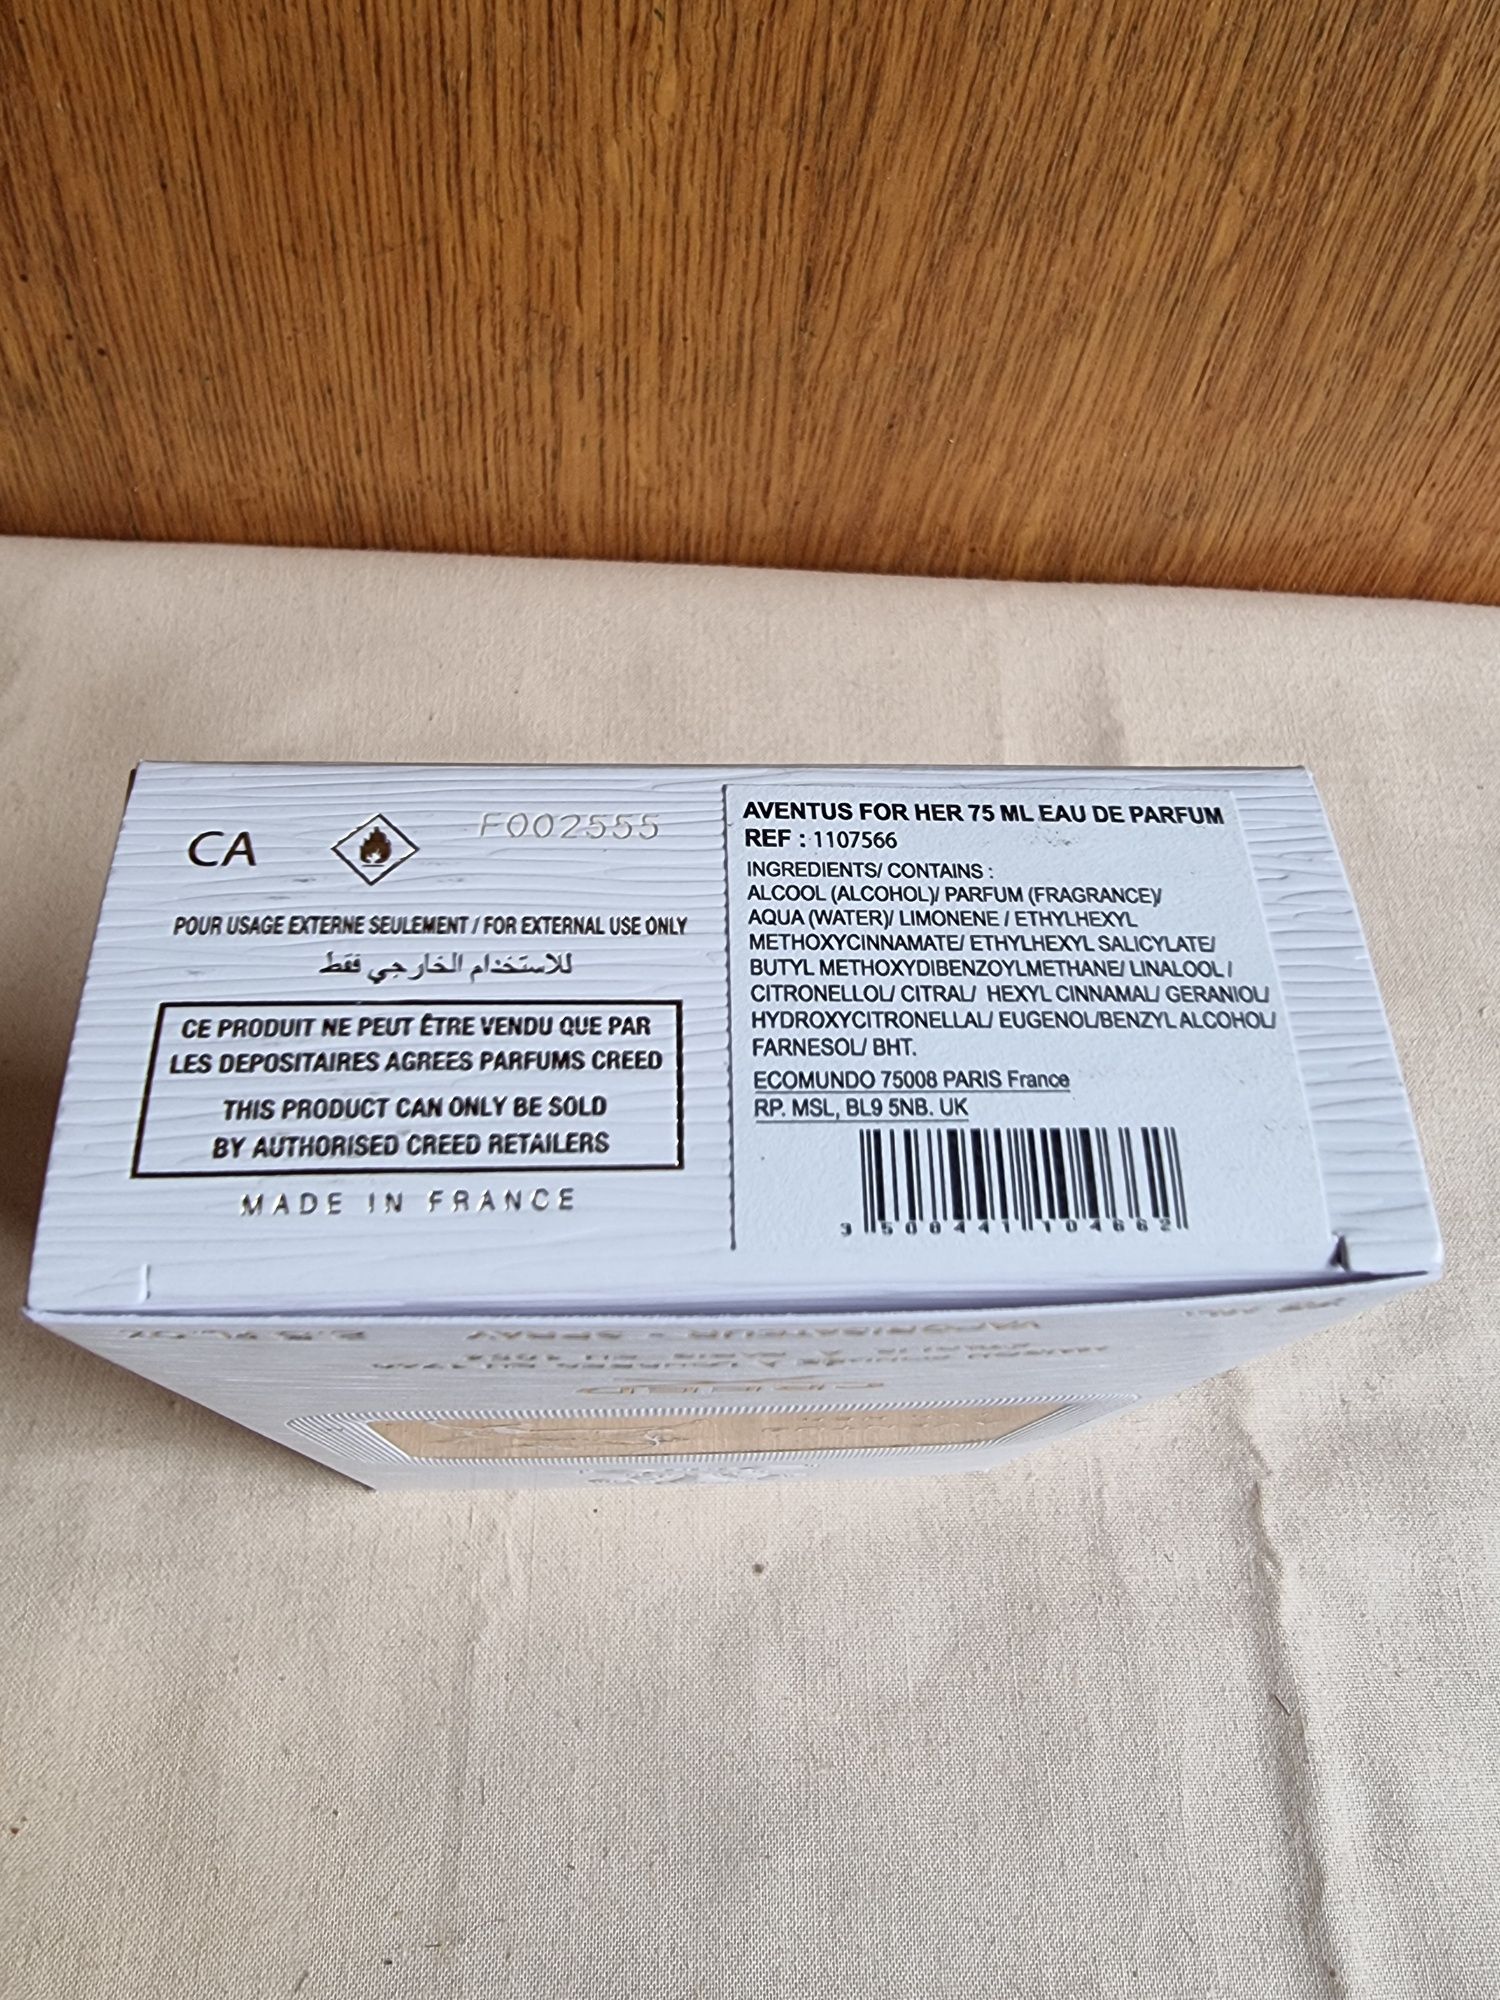 CA
F002555
POUR USAGE EXTERNE SEULEMENT / FOR EXTERNAL USE ONLY
للاستخدام الخارجي فقط
CE PRODUIT NE PEUT ÊTRE VENDU QUE PAR
LES DEPOSITAIRES AGREES PARFUMS CREED
THIS PRODUCT CAN ONLY BE SOLD
BY AUTHORISED CREED RETAILERS
MADE IN FRANCE
AVENTUS FOR HER 75 ML EAU DE PARFUM
REF : 1107566
INGREDIENTS/ CONTAINS :
ALCOOL (ALCOHOL)/ PARFUM (FRAGRANCE)/
AQUA (WATER)/ LIMONENE / ETHYLHEXYL
METHOXYCINNAMATE/ ETHYLHEXYL SALICYLATE/
BUTYL METHOXYDIBENZOYLMETHANE/ LINALOOL /
CITRONELLOL/ CITRAL/ HEXYL CINNAMAL/ GERANIOL/
HYDROXYCITRONELLAL/ EUGENOL/BENZYL ALCOHOL/
FARNESOL/ BHT.
ECOMUNDO 75008 PARIS France
RP. MSL, BL9 5NB. UK
3 508441 104662
VAPORISATEUR - SPRAY
CREED